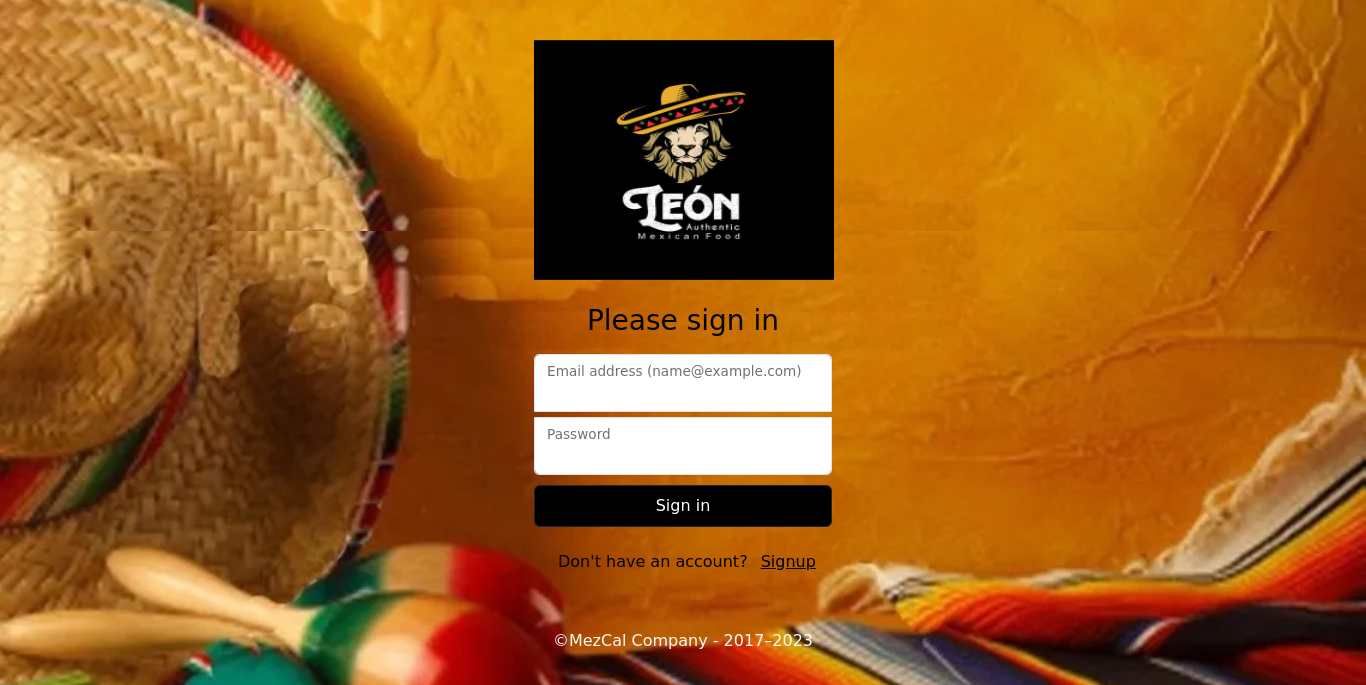 León
Authentic
Mexican Food
Please sign in
Email address (name@example.com)
Password
Sign in
Don't have an account? Signup
©MezCal Company - 2017–2023